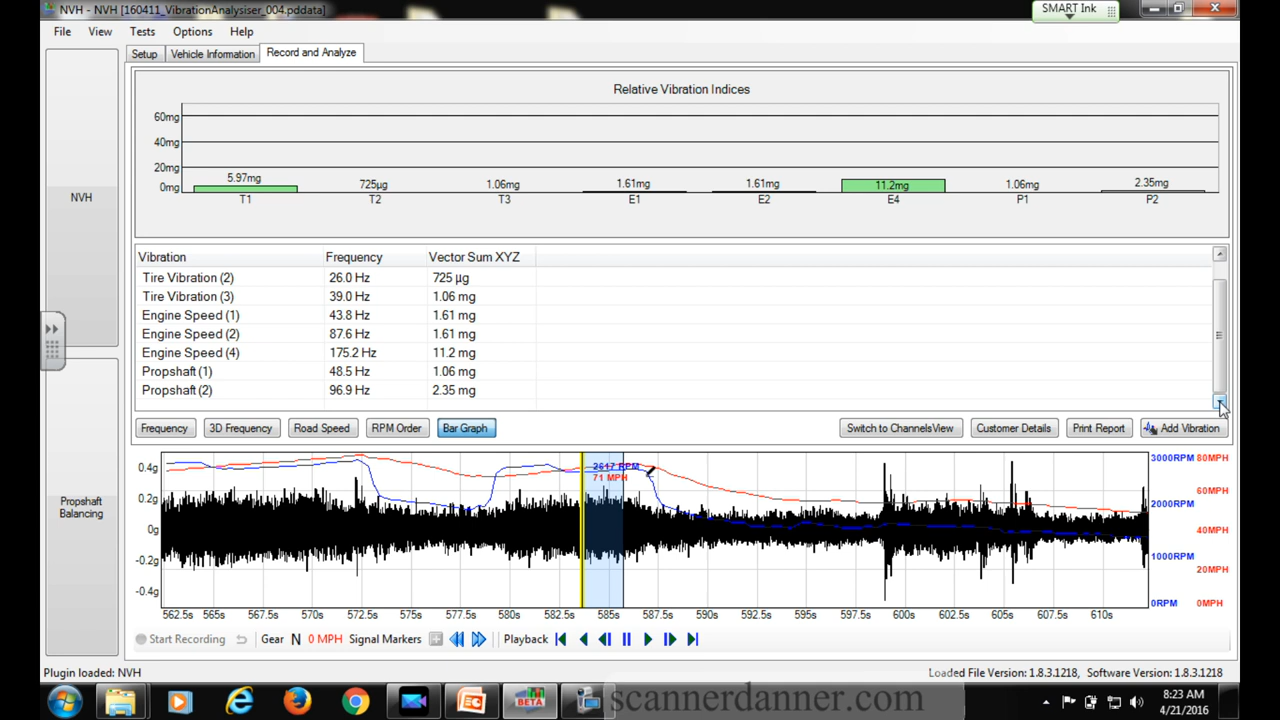 NVH - NVH [160411_VibrationAnalysiser_004.pddata]
SMART Ink
File View Tests Options Help
Setup Vehicle Information Record and Analyze
Relative Vibration Indices
60mg
40mg
20mg
0mg
5.97mg 725µg 1.06mg 1.61mg 1.61mg 11.2mg 1.06mg 2.35mg
T1 T2 T3 E1 E2 E4 P1 P2
NVH
Vibration Frequency Vector Sum XYZ
Tire Vibration (2) 26.0 Hz 725 µg
Tire Vibration (3) 39.0 Hz 1.06 mg
Engine Speed (1) 43.8 Hz 1.61 mg
Engine Speed (2) 87.6 Hz 1.61 mg
Engine Speed (4) 175.2 Hz 11.2 mg
Propshaft (1) 48.5 Hz 1.06 mg
Propshaft (2) 96.9 Hz 2.35 mg
Frequency 3D Frequency Road Speed RPM Order Bar Graph Switch to ChannelsView Customer Details Print Report Add Vibration
Propshaft
Balancing
0.4g
0.2g
0g
-0.2g
-0.4g
2617 RPM
71 MPH
3000RPM 80MPH
60MPH
2000RPM
40MPH
1000RPM
20MPH
0RPM 0MPH
562.5s 565s 567.5s 570s 572.5s 575s 577.5s 580s 582.5s 585s 587.5s 590s 592.5s 595s 597.5s 600s 602.5s 605s 607.5s 610s
Start Recording Gear N 0 MPH Signal Markers Playback
Plugin loaded: NVH
Loaded File Version: 1.8.3.1218, Software Version: 1.8.3.1218
BETA
scannerdanner.com
8:23 AM
4/21/2016